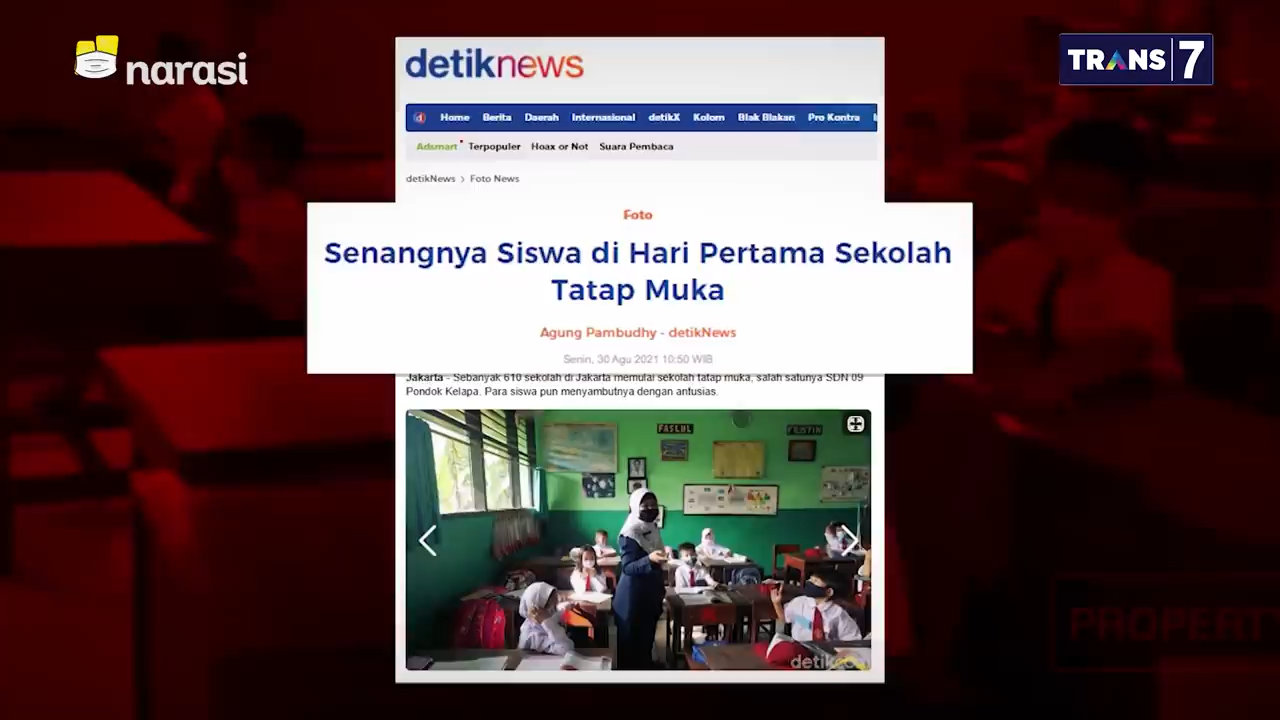 narasi
TRANS 7
detiknews
Home Berita Daerah Internasional detikX Kolom Blak Blakan Pro Kontra
Adsmart Terpopuler Hoax or Not Suara Pembaca
detikNews > Foto News
Foto
Senangnya Siswa di Hari Pertama Sekolah
Tatap Muka
Agung Pambudhy - detikNews
Senin, 30 Agu 2021 10:50 WIB
Jakarta - Sebanyak 610 sekolah di Jakarta memulai sekolah tatap muka, salah satunya SDN 09
Pondok Kelapa. Para siswa pun menyambutnya dengan antusias.
PROPERT